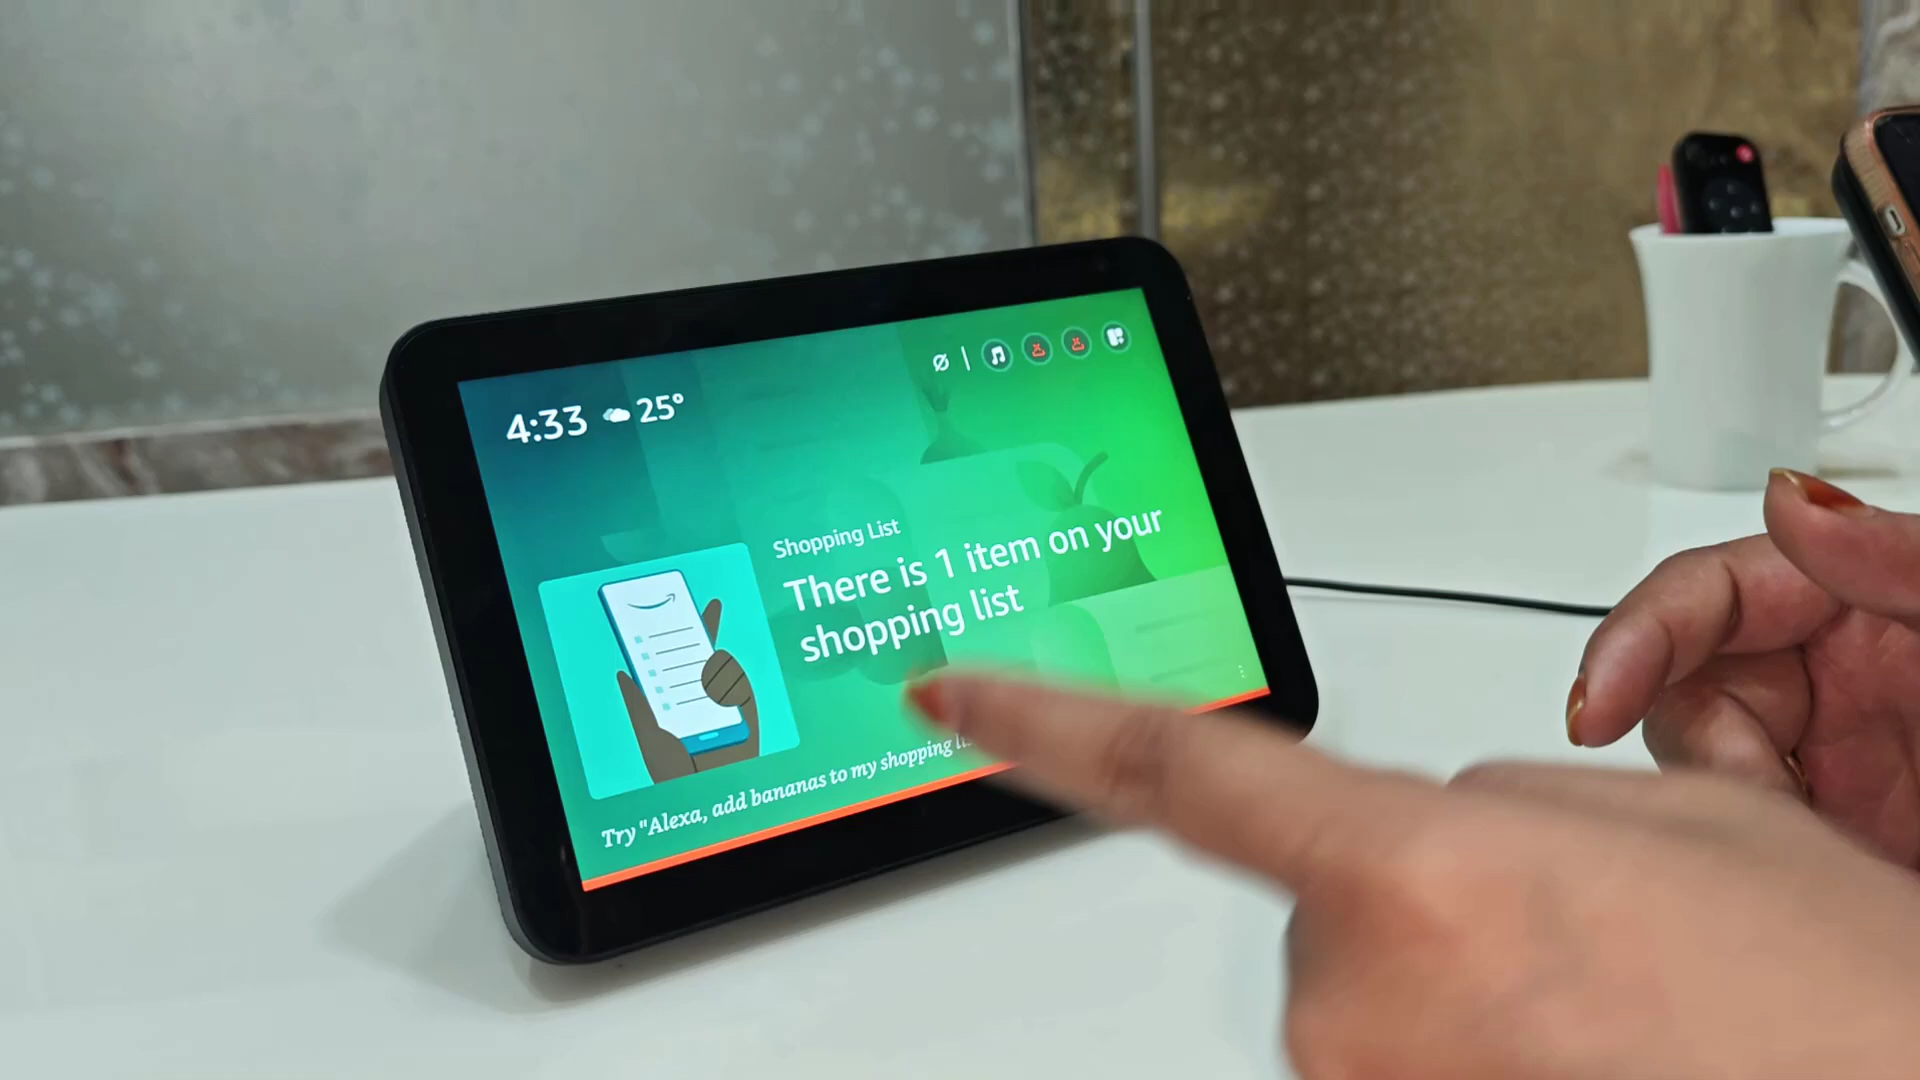 4:33 25°
Shopping List
There is 1 item on your
shopping list
Try "Alexa, add bananas to my shopping